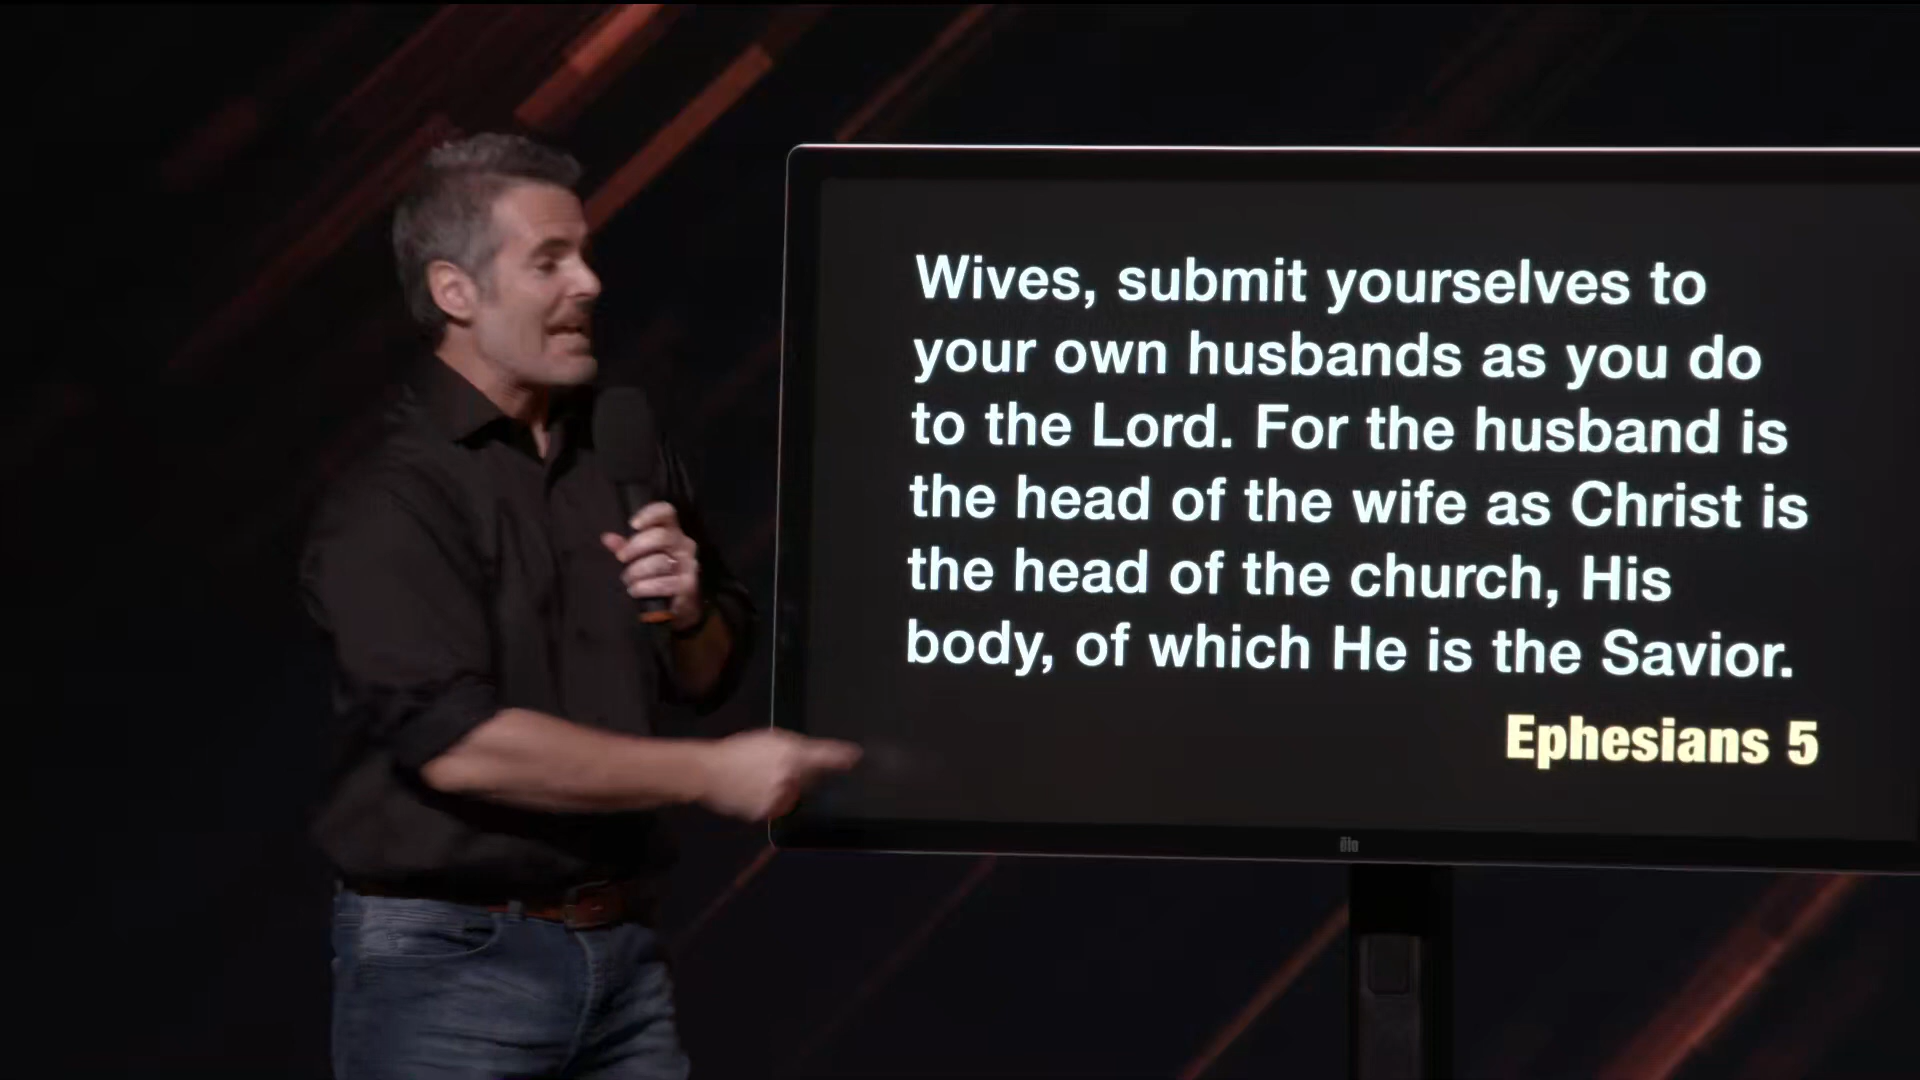 Wives, submit yourselves to
your own husbands as you do
to the Lord. For the husband is
the head of the wife as Christ is
the head of the church, His
body, of which He is the Savior.
Ephesians 5
elo